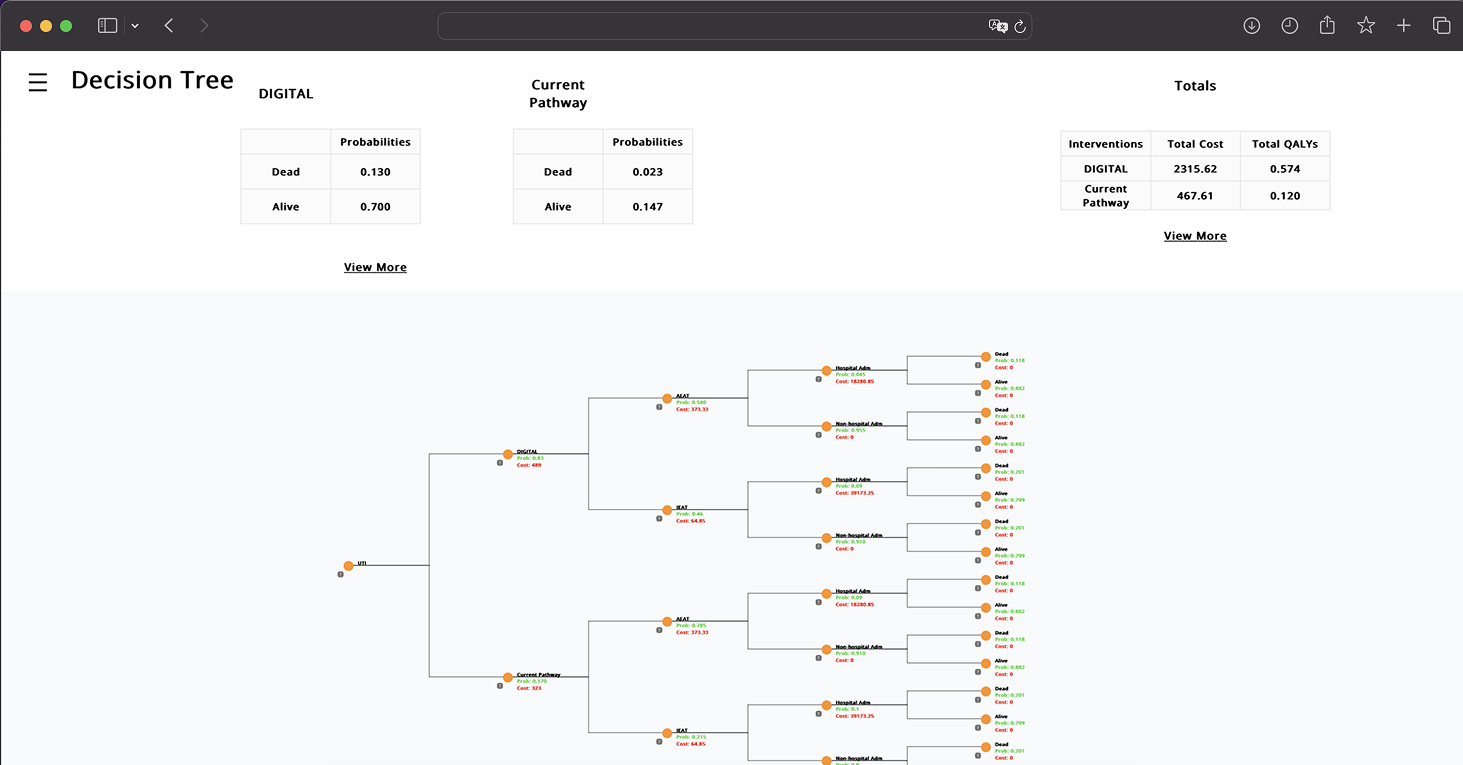 Decision Tree
DIGITAL
Probabilities
Dead 0.130
Alive 0.700
View More
Current
Pathway
Probabilities
Dead 0.023
Alive 0.147
Totals
Interventions Total Cost Total QALYs
DIGITAL 2315.62 0.574
Current
Pathway 467.61 0.120
View More
UTI
DIGITAL
Prob: 0.83
Cost: 489
AEAT
Prob: 0.540
Cost: 373.33
Hospital Adm
Prob: 0.045
Cost: 18280.85
Dead
Prob: 0.118
Cost: 0
Alive
Prob: 0.882
Cost: 0
Non-hospital Adm
Prob: 0.955
Cost: 0
Dead
Prob: 0.118
Cost: 0
Alive
Prob: 0.882
Cost: 0
IEAT
Prob: 0.46
Cost: 64.85
Hospital Adm
Prob: 0.09
Cost: 39173.25
Dead
Prob: 0.201
Cost: 0
Alive
Prob: 0.799
Cost: 0
Non-hospital Adm
Prob: 0.910
Cost: 0
Dead
Prob: 0.201
Cost: 0
Alive
Prob: 0.799
Cost: 0
Current Pathway
Prob: 0.170
Cost: 323
AEAT
Prob: 0.785
Cost: 373.33
Hospital Adm
Prob: 0.09
Cost: 18280.85
Dead
Prob: 0.118
Cost: 0
Alive
Prob: 0.882
Cost: 0
Non-hospital Adm
Prob: 0.910
Cost: 0
Dead
Prob: 0.118
Cost: 0
Alive
Prob: 0.882
Cost: 0
IEAT
Prob: 0.215
Cost: 64.85
Hospital Adm
Prob: 0.1
Cost: 39173.25
Dead
Prob: 0.201
Cost: 0
Alive
Prob: 0.799
Cost: 0
Non-hospital Adm
Dead
Prob: 0.201
Cost: 0